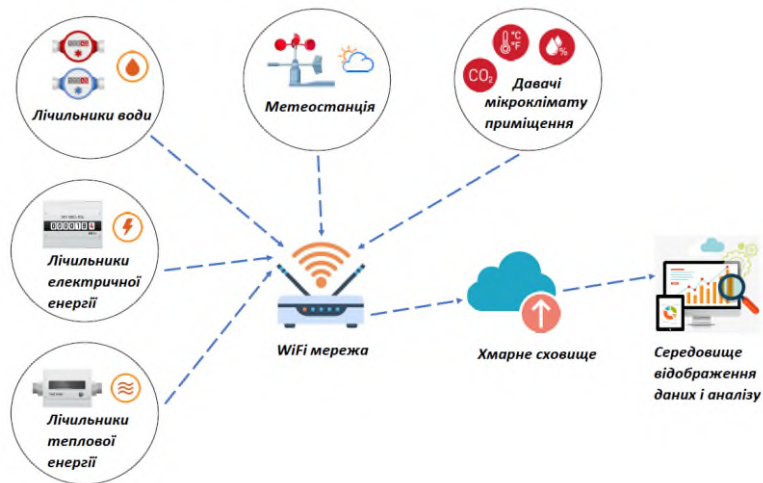 Лічильники води
Метеостанція
CO₂
°C
°F
%
Давачі
мікроклімату
приміщення
0000184
Лічильники
електричної
енергії
WiFi мережа
Хмарне сховище
Середовище
відображення
даних і аналізу
Лічильники
теплової
енергії